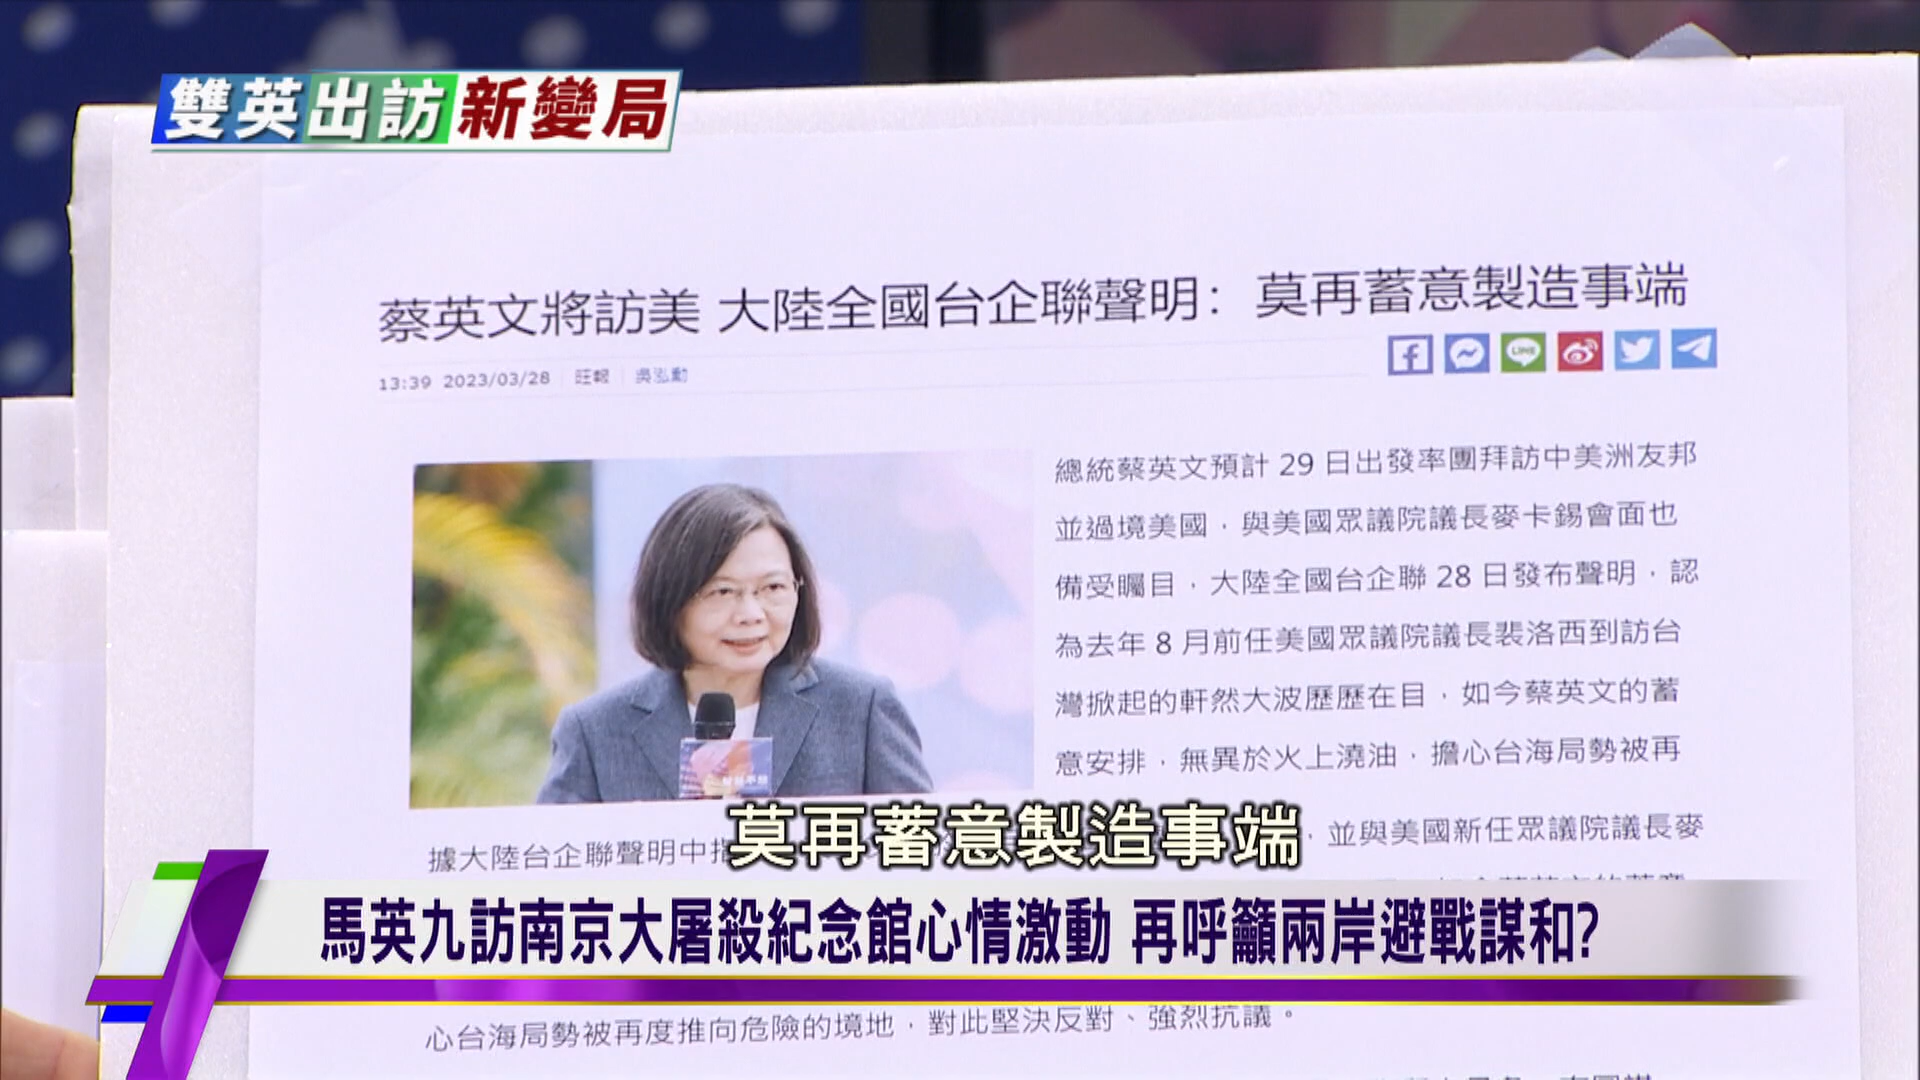 雙英出訪新變局
蔡英文將訪美 大陸全國台企聯聲明：莫再蓄意製造事端
13:39 2023/03/28 旺報 吳泓勳
LINE
總統蔡英文預計 29 日出發率團拜訪中美洲友邦
並過境美國，與美國眾議院議長麥卡錫會面也
備受矚目，大陸全國台企聯 28 日發布聲明，認
為去年 8 月前任美國眾議院議長裴洛西到訪台
灣掀起的軒然大波歷歷在目，如今蔡英文的蓄
意安排，無異於火上澆油，擔心台海局勢被再
據大陸台企聯聲明中指
，並與美國新任眾議院議長麥
莫再蓄意製造事端
馬英九訪南京大屠殺紀念館心情激動 再呼籲兩岸避戰謀和?
心台海局勢被再度推向危險的境地，對此堅決反對、強烈抗議。